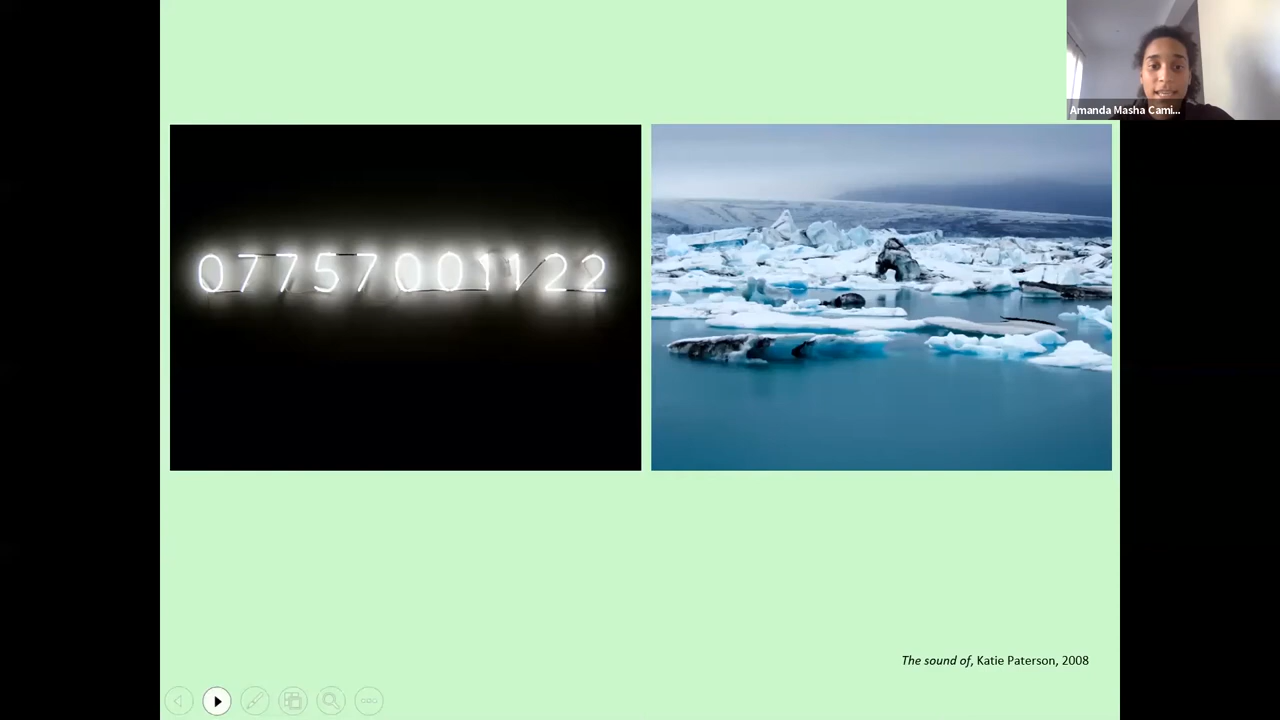 Amanda Masha Cami...
07757001122
The sound of, Katie Paterson, 2008